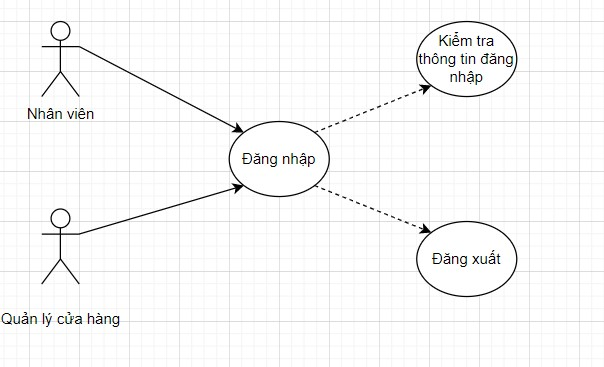 Kiểm tra
thông tin đăng
nhập
Nhân viên
Đăng nhập
Đăng xuất
Quản lý cửa hàng